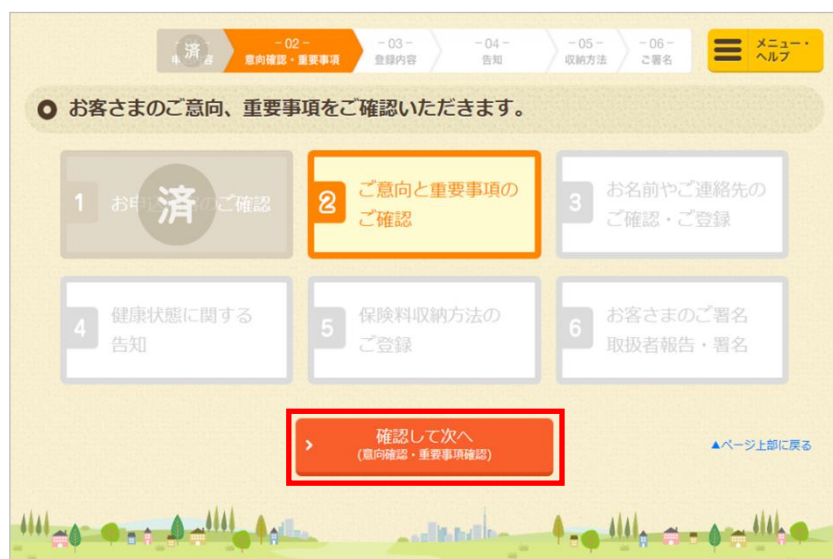 済
- 02 -
意向確認・重要事項
- 03 -
登録内容
- 04 -
告知
- 05 -
収納方法
- 06 -
ご署名
メニュー・
ヘルプ
お客さまのご意向、重要事項をご確認いただきます。
1
お申
済
のご確認
2
ご意向と重要事項の
ご確認
3
お名前やご連絡先の
ご確認・ご登録
4
健康状態に関する
告知
5
保険料収納方法の
ご登録
6
お客さまのご署名
取扱者報告・署名
確認して次へ
(意向確認・重要事項確認)
▲ページ上部に戻る